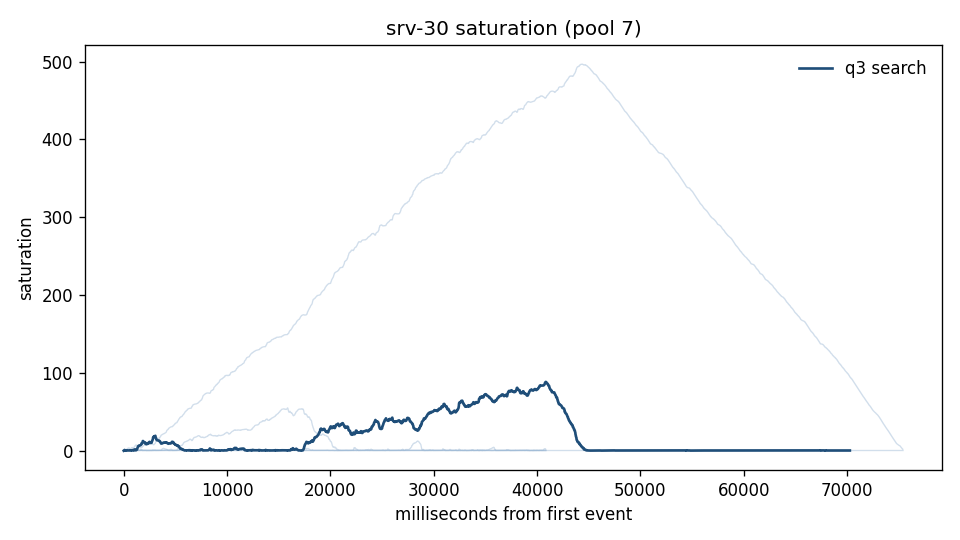 srv-30 saturation (pool 7)
q3 search
saturation
500
400
300
200
100
0
0 10000 20000 30000 40000 50000 60000 70000
milliseconds from first event